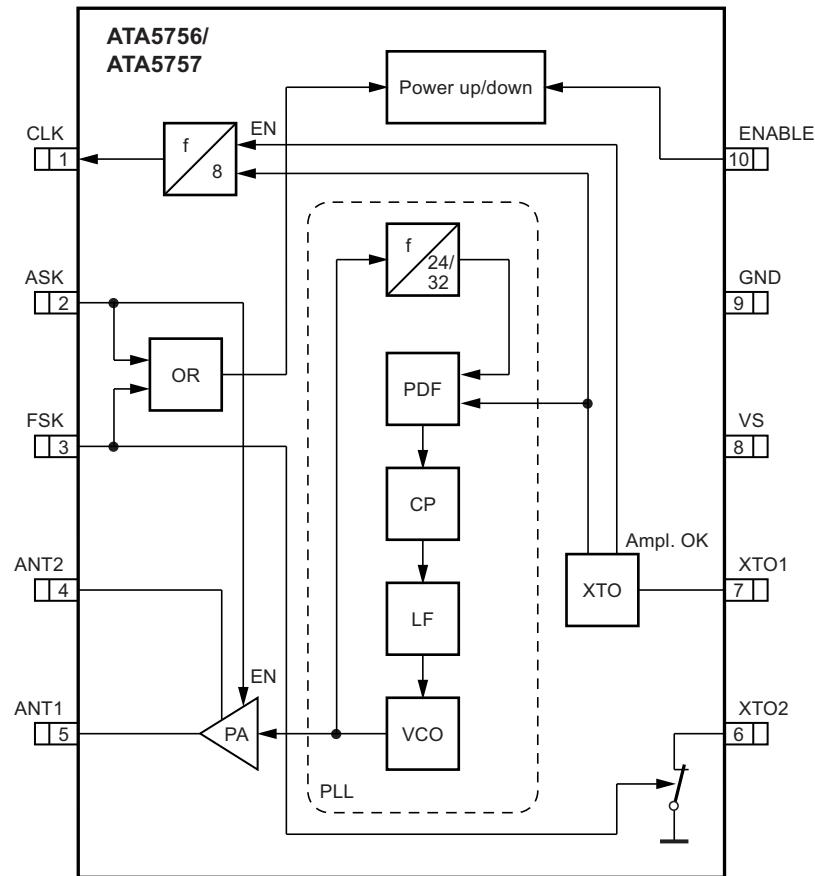 ATA5756/
ATA5757
Power up/down
CLK
1
f
8
EN
ENABLE
10
f
24/
32
ASK
2
GND
9
OR
PDF
FSK
3
VS
8
CP
Ampl. OK
ANT2
4
XTO
XTO1
7
LF
EN
ANT1
5
PA
VCO
XTO2
6
PLL